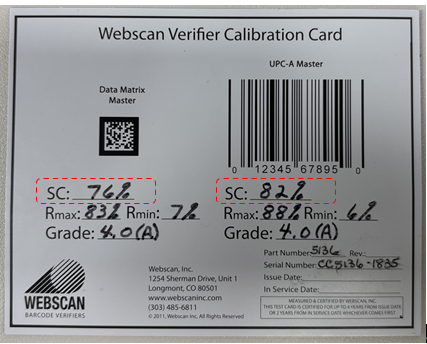 Webscan Verifier Calibration Card
Data Matrix
Master
UPC-A Master
0 12345 67895 0
SC: 76%
Rmax: 83% Rmin: 7%
Grade: 4.0 (A)
SC: 82%
Rmax: 88% Rmin: 6%
Grade: 4.0 (A)
WEBSCAN
BARCODE VERIFIERS
Webscan, Inc.
1254 Sherman Drive, Unit 1
Longmont, CO 80501
www.webscaninc.com
(303) 485-6811
© 2011, Webscan Inc, All Rights Reserved
Part Number: 5136 Rev:
Serial Number: CC5136-1835
Issue Date:
In Service Date:
MEASURED & CERTIFIED BY WEBSCAN, INC.
THIS TEST CARD IS CERTIFIED FOR UP TO 4 YEARS FROM ISSUE DATE
OR 2 YEARS FROM IN SERVICE DATE WHICHEVER COMES FIRST